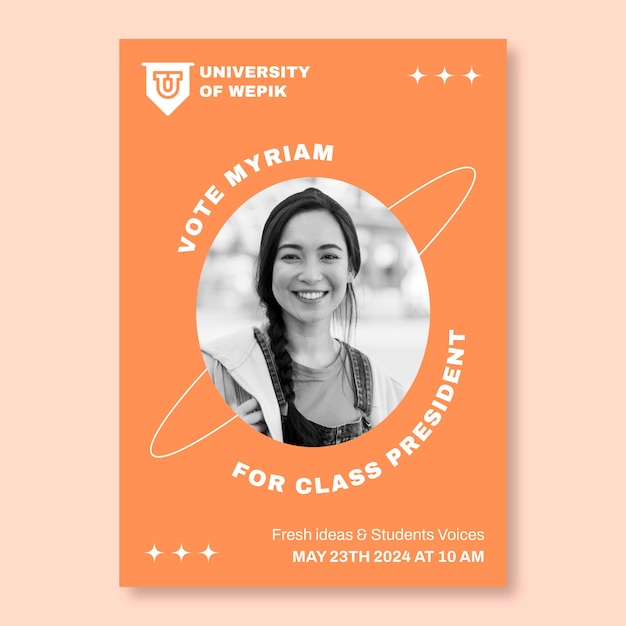 UNIVERSITY
OF WEPIK
VOTE MYRIAM
FOR CLASS PRESIDENT
Fresh ideas & Students Voices
MAY 23TH 2024 AT 10 AM